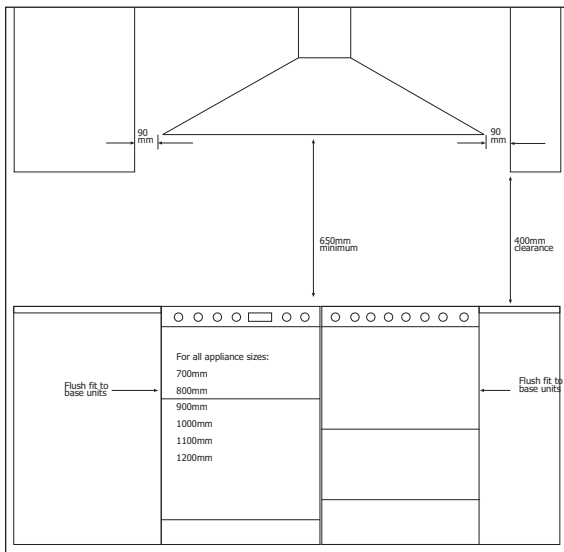 90
mm
90
mm
650mm
minimum
400mm
clearance
For all appliance sizes:
700mm
800mm
900mm
1000mm
1100mm
1200mm
Flush fit to
base units
Flush fit to
base units